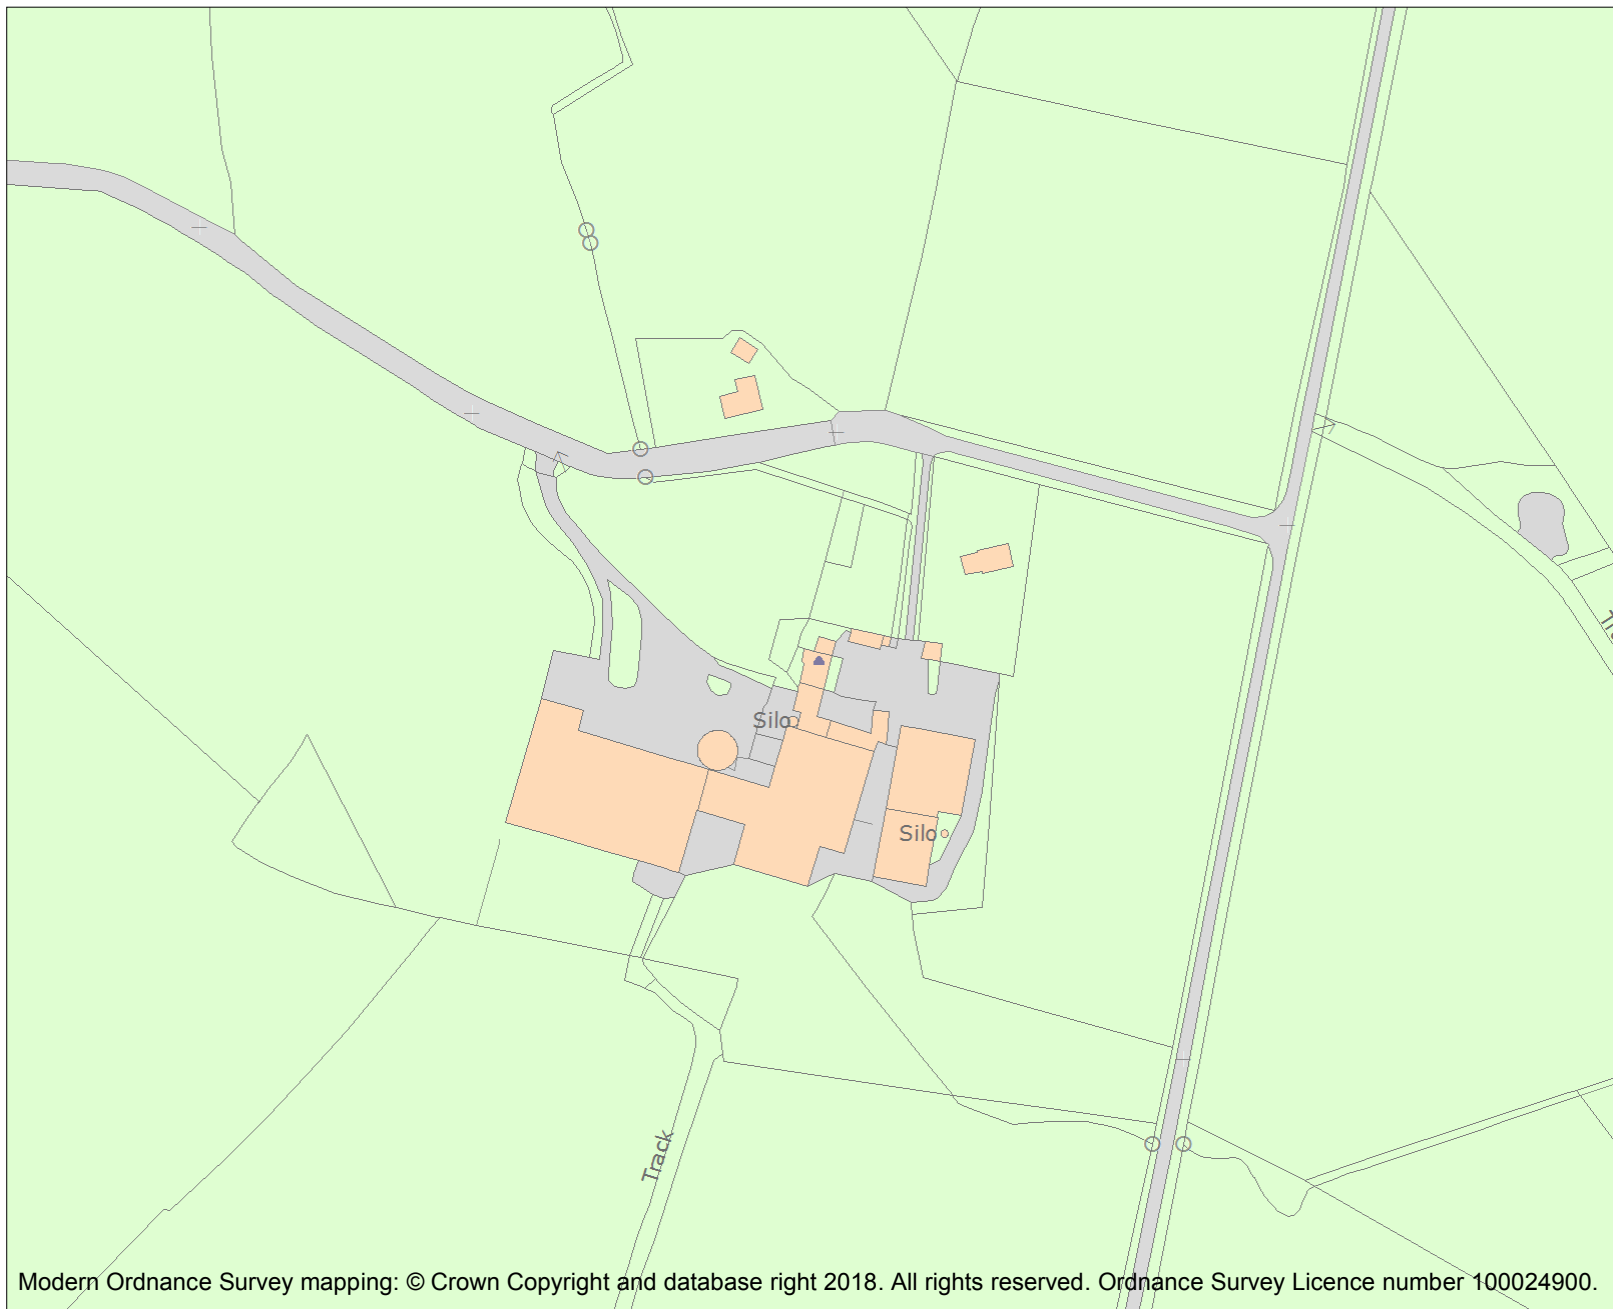 Silo
Silo
Track
Modern Ordnance Survey mapping: © Crown Copyright and database right 2018. All rights reserved. Ordnance Survey Licence number 100024900.